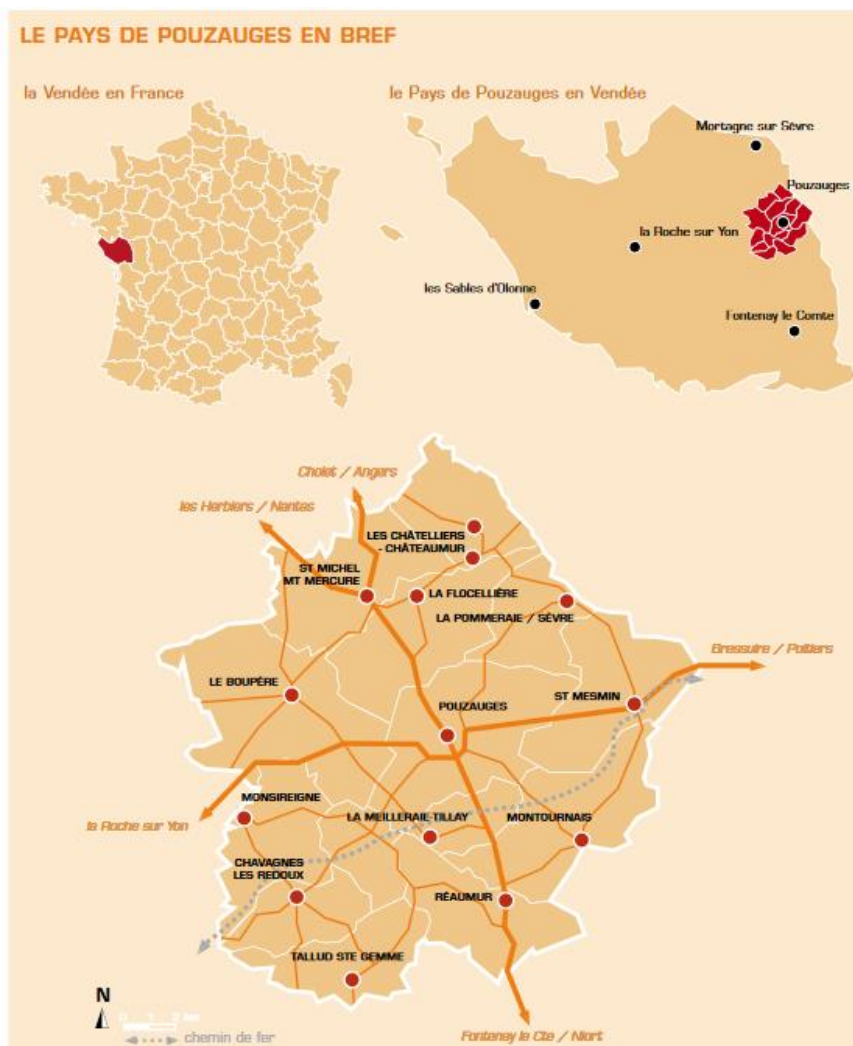 LE PAYS DE POUZAUGES EN BREF
la Vendée en France
le Pays de Pouzauges en Vendée
Mortagne sur Sèvre
Pouzauges
la Roche sur Yon
les Sables d'Olonne
Fontenay le Comte
Cholet / Angers
les Herbiers / Nantes
LES CHÂTELLIERS
- CHÂTEAUMUR
ST MICHEL
MT MERCURE
LA FLOCELLIÈRE
LA POMMERAIE / SÈVRE
Bressuire / Poitiers
LE BOUPÈRE
ST MESMIN
POUZAUGES
la Roche sur Yon
MONSIREIGNE
LA MEILLERAIE-TILLAY
MONTOURNAIS
CHAVAGNES
LES REDOUX
RÉAUMUR
TALLUD STE GEMME
N
0 1 2 km
chemin de fer
Fontenay le Cte / Niort